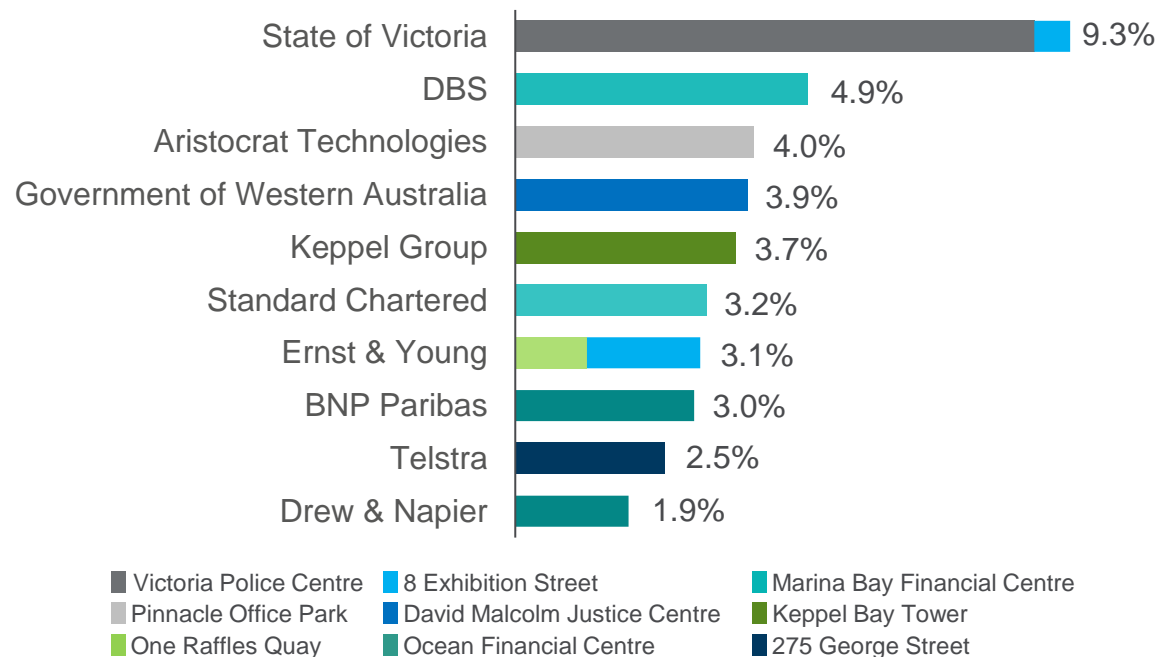 State of Victoria 9.3%
DBS 4.9%
Aristocrat Technologies 4.0%
Government of Western Australia 3.9%
Keppel Group 3.7%
Standard Chartered 3.2%
Ernst & Young 3.1%
BNP Paribas 3.0%
Telstra 2.5%
Drew & Napier 1.9%
Victoria Police Centre 8 Exhibition Street Marina Bay Financial Centre
Pinnacle Office Park David Malcolm Justice Centre Keppel Bay Tower
One Raffles Quay Ocean Financial Centre 275 George Street